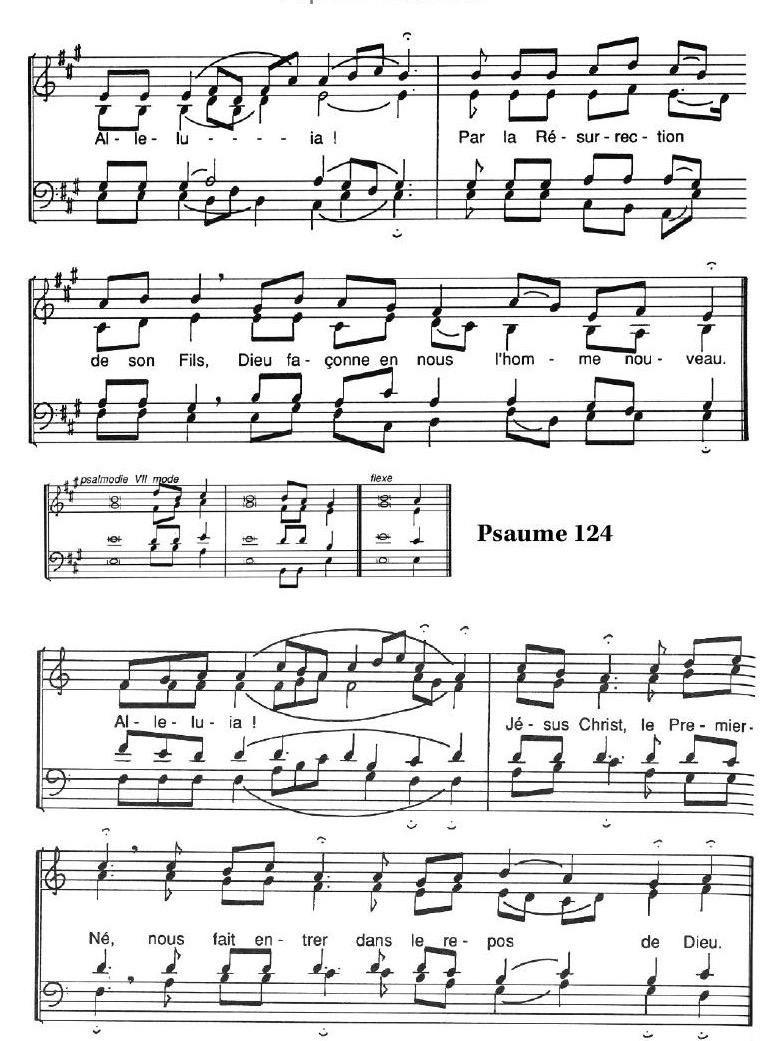 Al - le - lu - - - - ia ! Par la Ré - sur - rec - tion
de son Fils, Dieu fa - çonne en nous l'hom - me nou - veau.
psalmodie VII mode flexe
Psaume 124
Al - le - lu - ia ! Jé - sus Christ, le Pre - mier-
Né, nous fait en - trer dans le re - pos de Dieu.